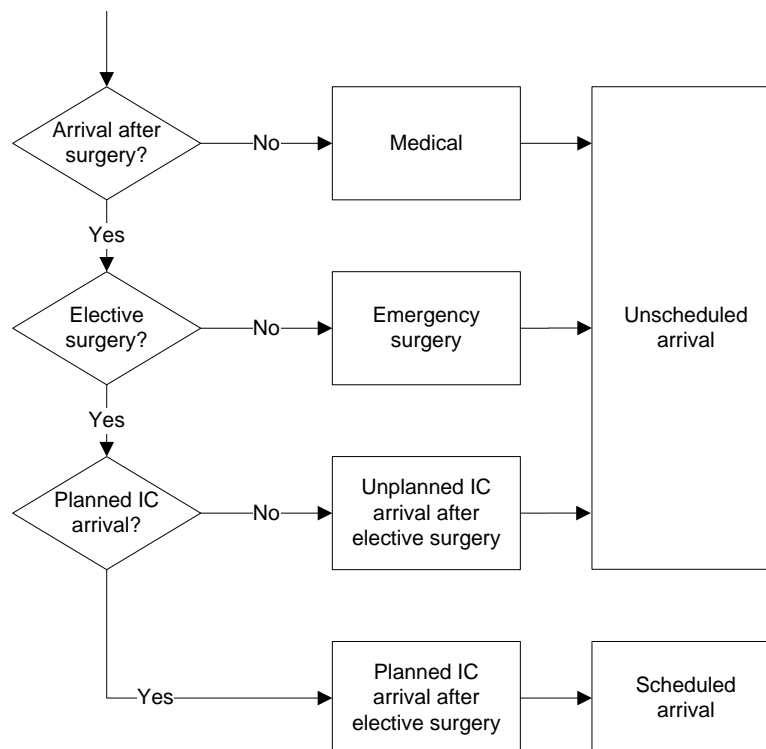 Arrival after
surgery?
No
Medical
Yes
Elective
surgery?
No
Emergency
surgery
Unscheduled
arrival
Yes
Planned IC
arrival?
No
Unplanned IC
arrival after
elective surgery
Yes
Planned IC
arrival after
elective surgery
Scheduled
arrival